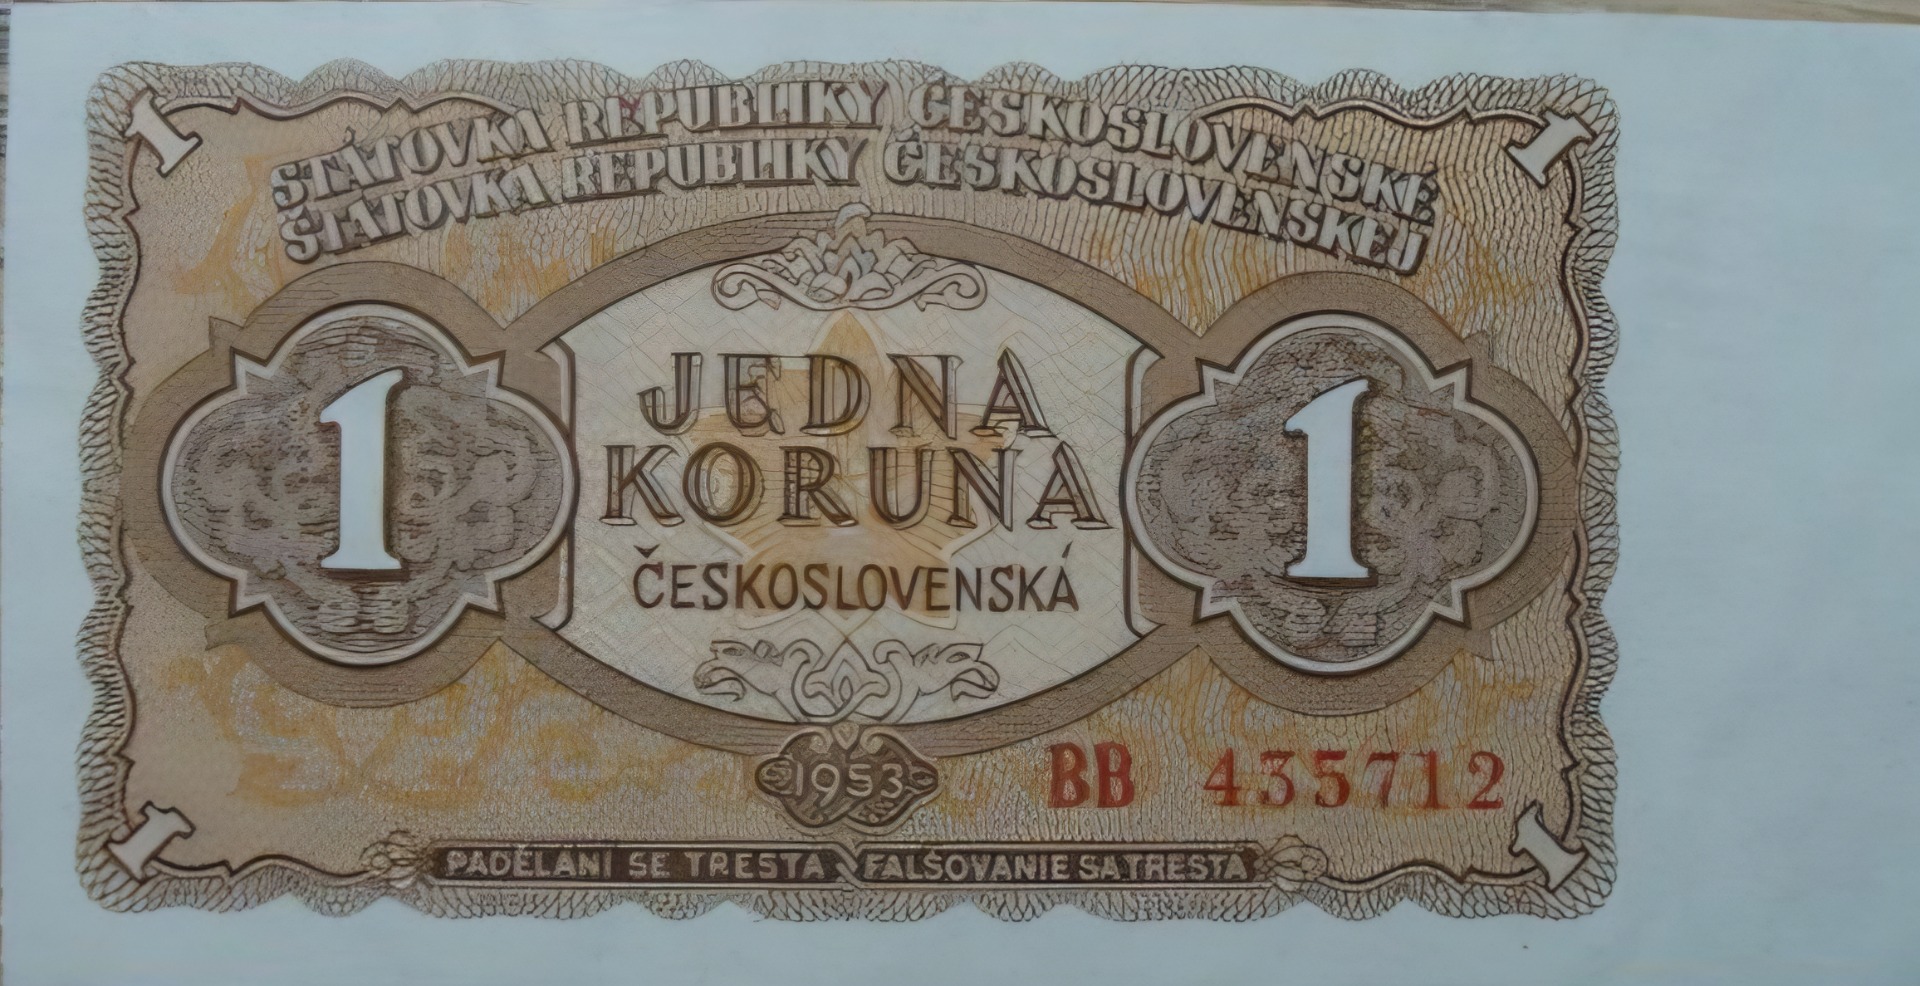 1 1
STÁTOVKA REPUBLIKY ČESKOSLOVENSKÉ
ŠTÁTOVKA REPUBLIKY ČESKOSLOVENSKEJ
1 JEDNA 1
KORUNA
ČESKOSLOVENSKÁ
1953
BB 435712
1 1
PADĚLÁNÍ SE TRESTÁ FALŠOVANIE SA TRESTÁ